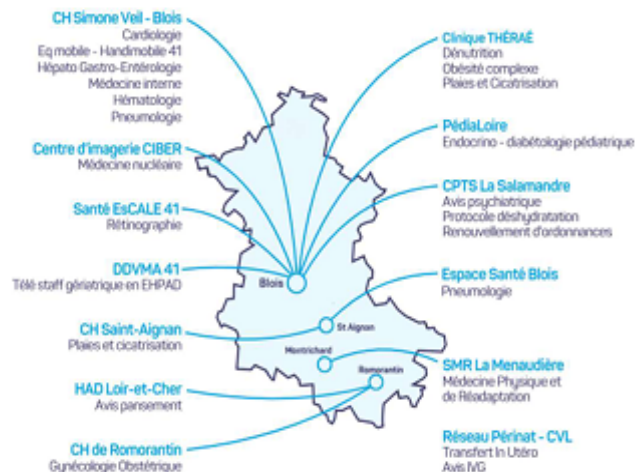 CH Simone Veil - Blois
Cardiologie
Eq mobile - Handimobile 41
Hépato Gastro-Entérologie
Médecine interne
Hématologie
Pneumologie
Centre d'imagerie CIBER
Médecine nucléaire
Santé EsCALE 41
Rétinographie
DDVMA 41
Télé staff gériatrique en EHPAD
CH Saint-Aignan
Plaies et cicatrisation
HAD Loir-et-Cher
Avis pansement
CH de Romorantin
Gynécologie Obstétrique
Blois
St Aignan
Montrichard
Romorantin
Clinique THÉRAÉ
Dénutrition
Obésité complexe
Plaies et Cicatrisation
PédiaLoire
Endocrino - diabétologie pédiatrique
CPTS La Salamandre
Avis psychiatrique
Protocole déshydratation
Renouvellement d'ordonnances
Espace Santé Blois
Pneumologie
SMR La Menaudière
Médecine Physique et
de Réadaptation
Réseau Périnat - CVL
Transfert In Utéro
Avis IVG